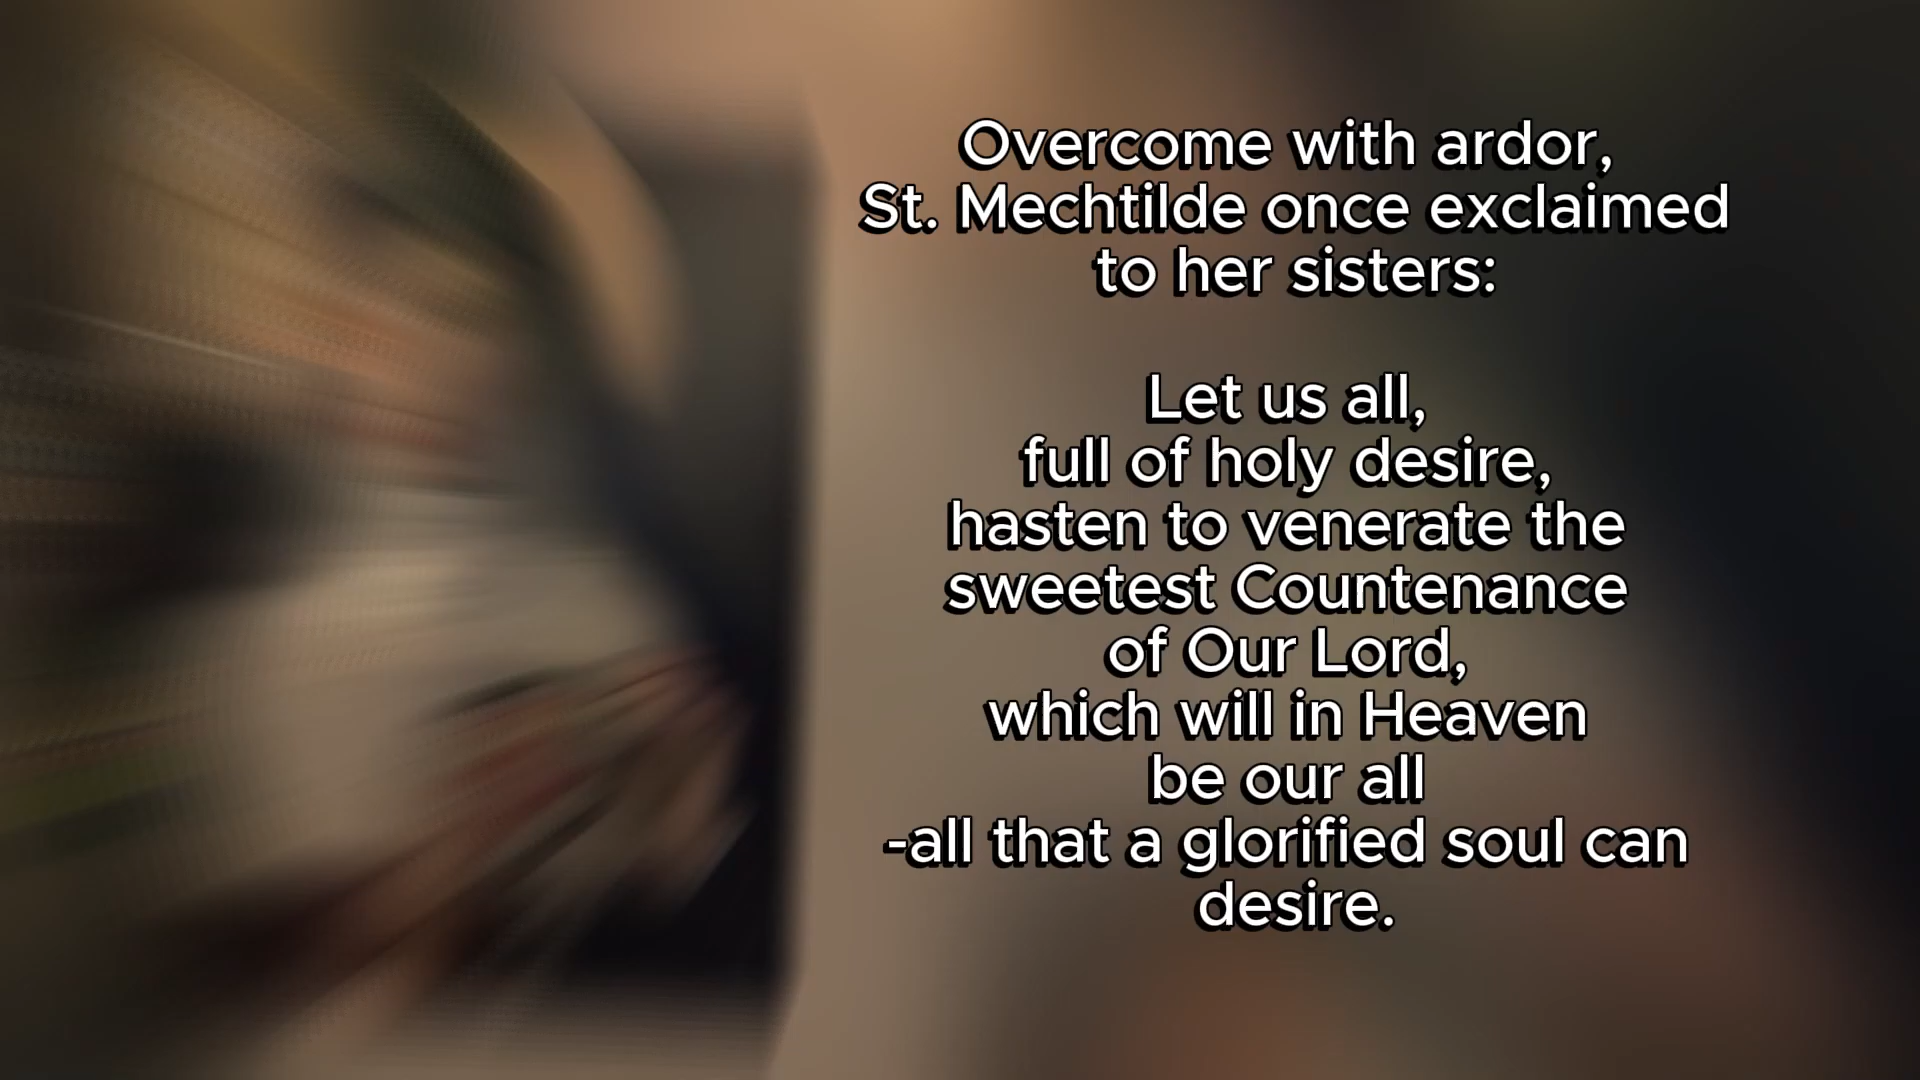 Overcome with ardor,
St. Mechtilde once exclaimed
to her sisters:
Let us all,
full of holy desire,
hasten to venerate the
sweetest Countenance
of Our Lord,
which will in Heaven
be our all
-all that a glorified soul can
desire.